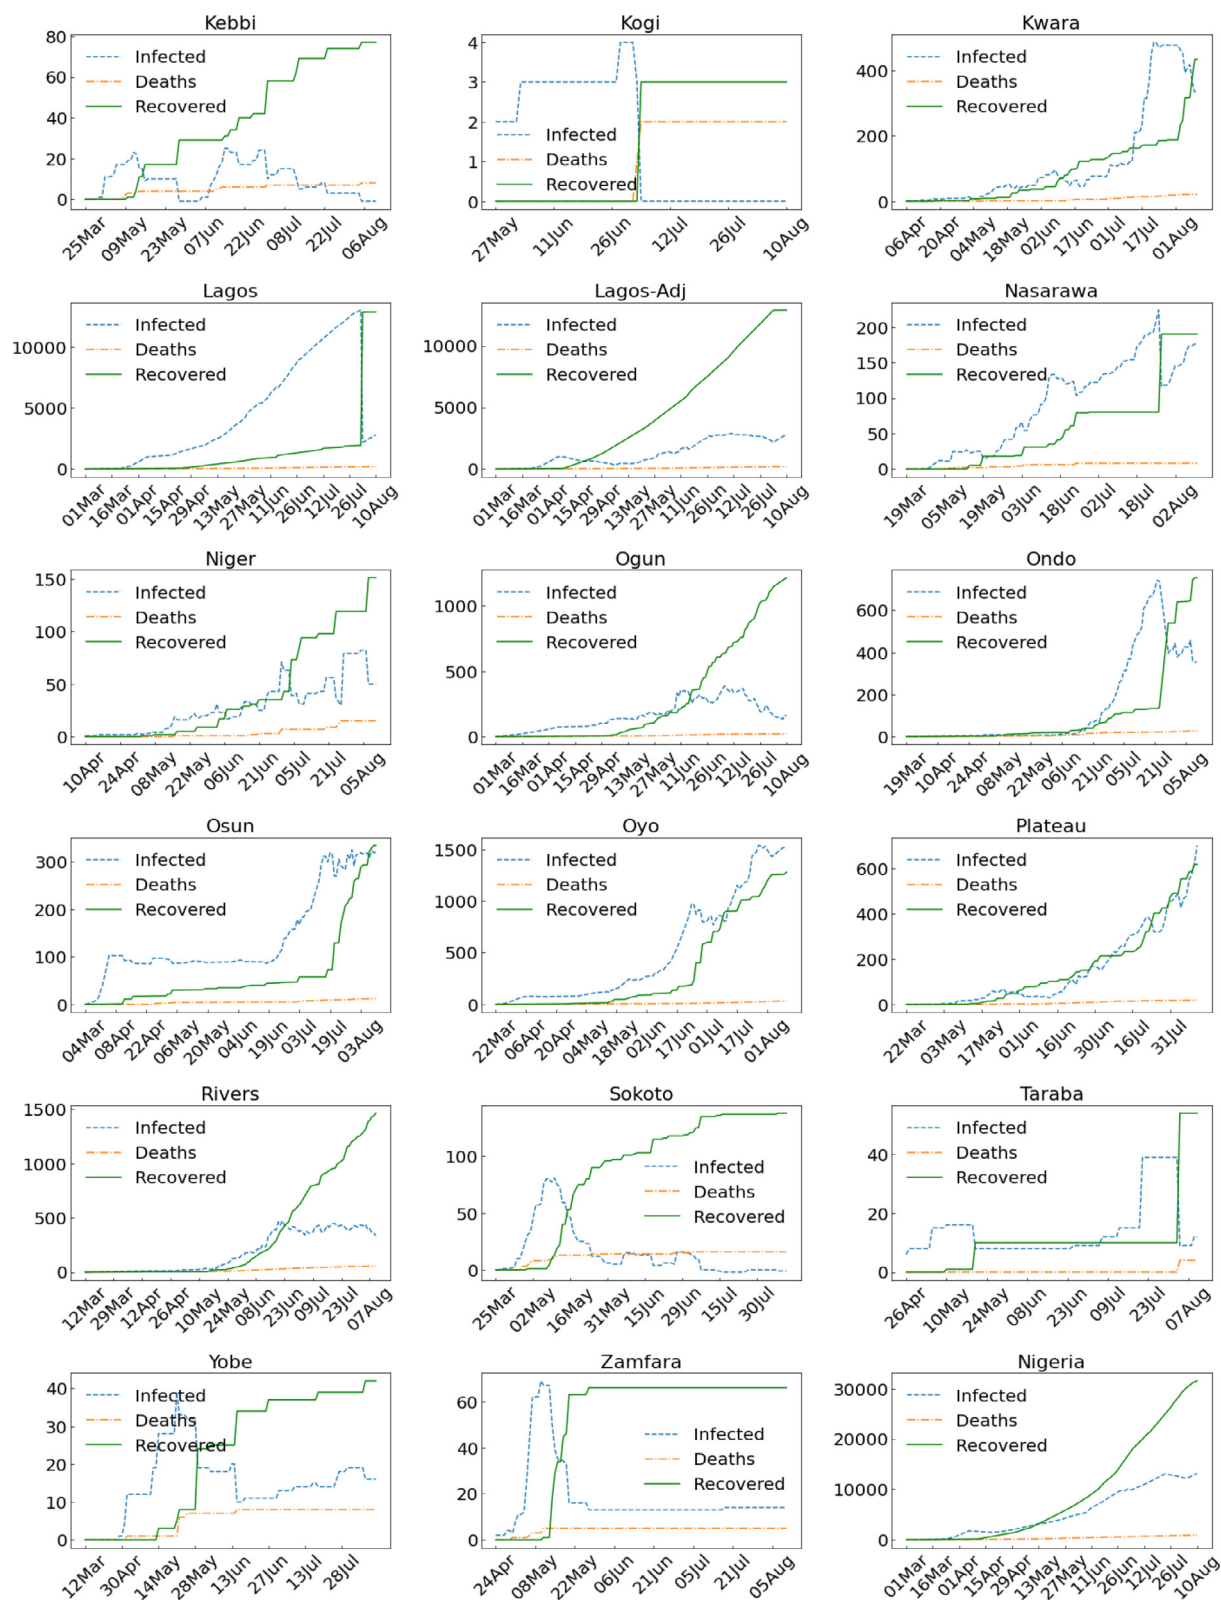 Kebbi
80
60
40
20
0
Infected
Deaths
Recovered
25Mar 09May 23May 07Jun 22Jun 08Jul 22Jul 06Aug
Kogi
4
3
2
1
0
Infected
Deaths
Recovered
27May 11Jun 26Jun 12Jul 26Jul 10Aug
Kwara
400
200
0
Infected
Deaths
Recovered
06Apr 20Apr 04May 18May 02Jun 17Jun 01Jul 17Jul 01Aug
Lagos
10000
5000
0
Infected
Deaths
Recovered
01Mar 16Mar 01Apr 15Apr 29Apr 13May 27May 11Jun 26Jun 12Jul 26Jul 10Aug
Lagos-Adj
10000
5000
0
Infected
Deaths
Recovered
01Mar 16Mar 01Apr 15Apr 29Apr 13May 27May 11Jun 26Jun 12Jul 26Jul 10Aug
Nasarawa
200
150
100
50
0
Infected
Deaths
Recovered
19Mar 05May 19May 03Jun 18Jun 02Jul 18Jul 02Aug
Niger
150
100
50
0
Infected
Deaths
Recovered
10Apr 24Apr 08May 22May 06Jun 21Jun 05Jul 21Jul 05Aug
Ogun
1000
500
0
Infected
Deaths
Recovered
01Mar 16Mar 01Apr 15Apr 29Apr 13May 27May 11Jun 26Jun 12Jul 26Jul 10Aug
Ondo
600
400
200
0
Infected
Deaths
Recovered
19Mar 10Apr 24Apr 08May 22May 06Jun 21Jun 05Jul 21Jul 05Aug
Osun
300
200
100
0
Infected
Deaths
Recovered
04Mar 08Apr 22Apr 06May 20May 04Jun 19Jun 03Jul 19Jul 03Aug
Oyo
1500
1000
500
0
Infected
Deaths
Recovered
22Mar 06Apr 20Apr 04May 18May 02Jun 17Jun 01Jul 17Jul 01Aug
Plateau
600
400
200
0
Infected
Deaths
Recovered
22Mar 03May 17May 01Jun 16Jun 30Jun 16Jul 31Jul
Rivers
1500
1000
500
0
Infected
Deaths
Recovered
12Mar 29Mar 12Apr 26Apr 10May 24May 08Jun 23Jun 09Jul 23Jul 07Aug
Sokoto
100
50
0
Infected
Deaths
Recovered
25Mar 02May 16May 31May 15Jun 29Jun 15Jul 30Jul
Taraba
40
20
0
Infected
Deaths
Recovered
26Apr 10May 24May 08Jun 23Jun 09Jul 23Jul 07Aug
Yobe
40
30
20
10
0
Infected
Deaths
Recovered
12Mar 30Apr 14May 28May 13Jun 27Jun 13Jul 28Jul
Zamfara
60
40
20
0
Infected
Deaths
Recovered
24Apr 08May 22May 06Jun 21Jun 05Jul 21Jul 05Aug
Nigeria
30000
20000
10000
0
Infected
Deaths
Recovered
01Mar 16Mar 01Apr 15Apr 29Apr 13May 27May 11Jun 26Jun 12Jul 26Jul 10Aug